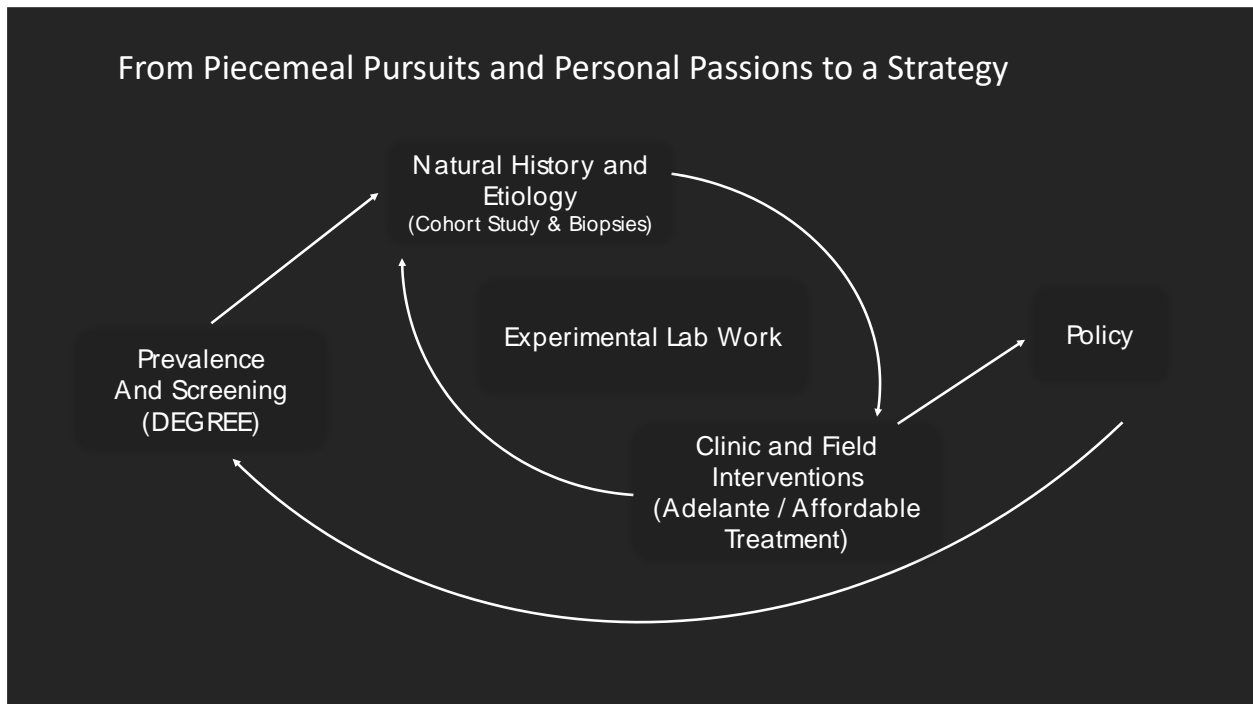 From Piecemeal Pursuits and Personal Passions to a Strategy
Natural History and
Etiology
(Cohort Study & Biopsies)
Experimental Lab Work
Policy
Prevalence
And Screening
(DEGREE)
Clinic and Field
Interventions
(Adelante / Affordable
Treatment)